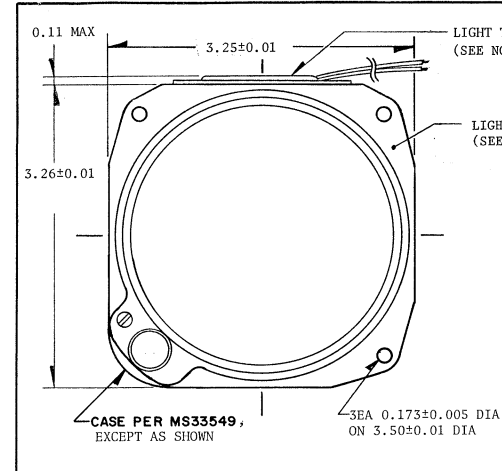 0.11 MAX
3.25±0.01
LIGHT
(SEE
LIGH
(SEE
3.26±0.01
CASE PER MS33549,
EXCEPT AS SHOWN
3EA 0.173±0.005 DIA
ON 3.50±0.01 DIA